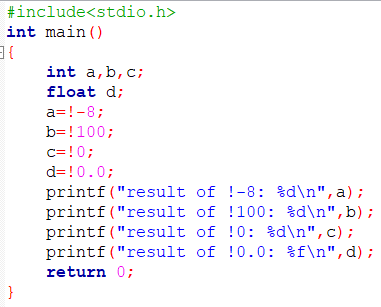 #include<stdio.h>
int main()
{
int a,b,c;
float d;
a=!-8;
b=!100;
c=!0;
d=!0.0;
printf("result of !-8: %d\n",a);
printf("result of !100: %d\n",b);
printf("result of !0: %d\n",c);
printf("result of !0.0: %f\n",d);
return 0;
}